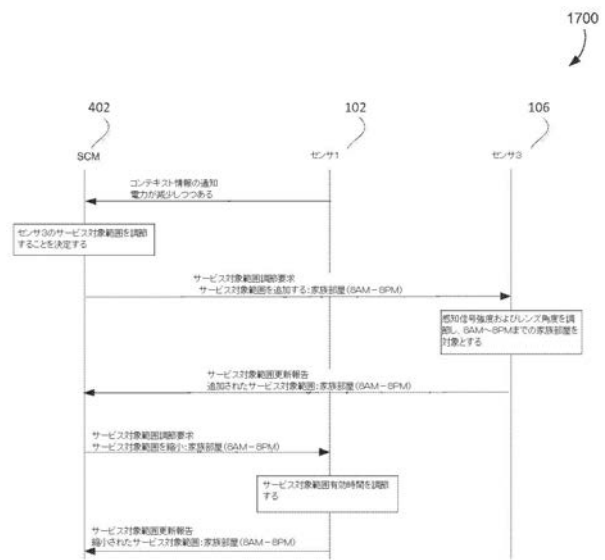 1700
402
102
106
SCM
センサ1
センサ3
コンテキスト情報の通知
電力が減少しつつある
センサ3のサービス対象範囲を調節
することを決定する
サービス対象範囲調節要求
サービス対象範囲を追加する:家族部屋(8AM-8PM)
感知信号強度およびレンズ角度を調
節し、8AM~8PMまでの家族部屋を
対象とする
サービス対象範囲更新報告
追加されたサービス対象範囲:家族部屋(8AM-8PM)
サービス対象範囲調節要求
サービス対象範囲を縮小:家族部屋(8AM-8PM)
サービス対象範囲有効時間を調節
する
サービス対象範囲更新報告
縮小されたサービス対象範囲:家族部屋(8AM-8PM)